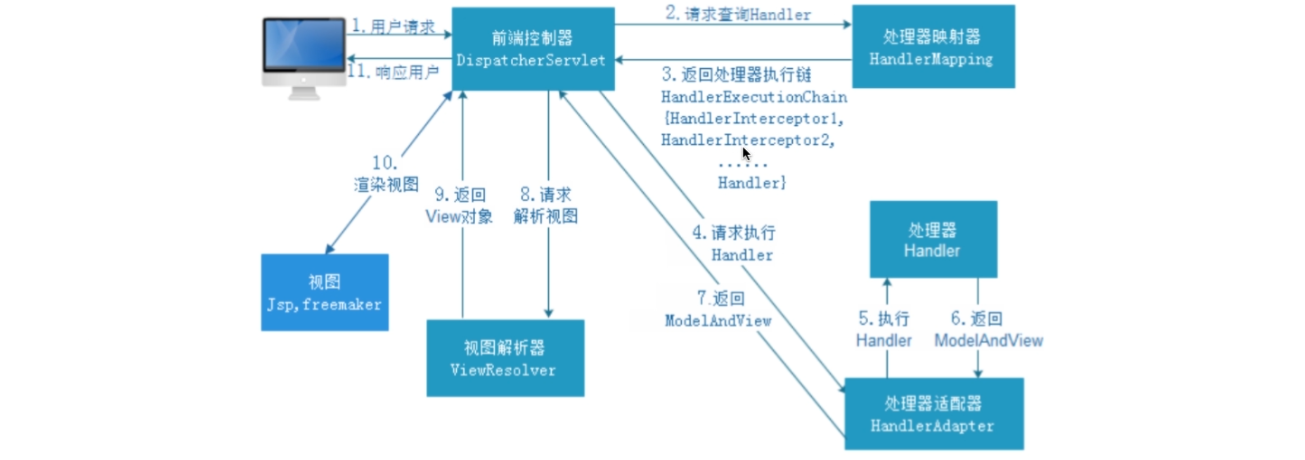 1.用户请求
11.响应用户
前端控制器
DispatcherServlet
2.请求查询Handler
处理器映射器
HandlerMapping
3.返回处理器执行链
HandlerExecutionChain
{HandlerInterceptor1,
HandlerInterceptor2,
......
Handler}
10.
渲染视图
9.返回
View对象
8.请求
解析视图
4.请求执行
Handler
处理器
Handler
视图
Jsp,freemaker
7.返回
ModelAndView
5.执行
Handler
6.返回
ModelAndView
视图解析器
ViewResolver
处理器适配器
HandlerAdapter